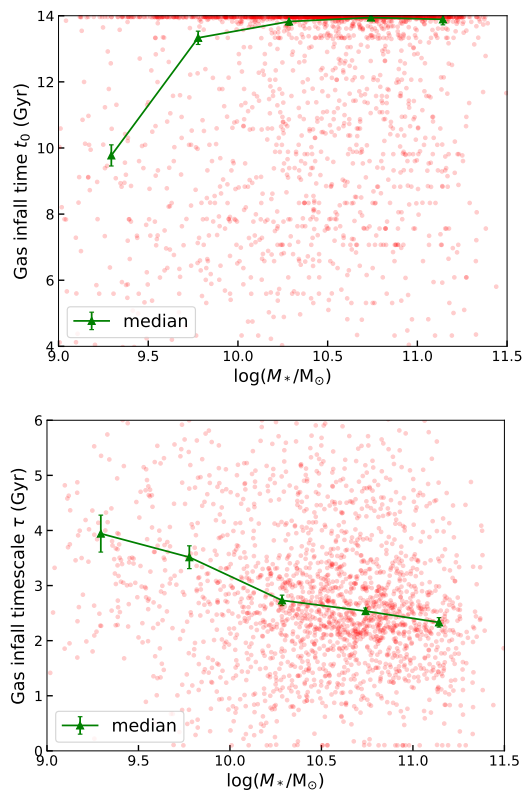 14
12
10
8
6
4
Gas infall time t₀ (Gyr)
median
9.0 9.5 10.0 10.5 11.0 11.5
log(M*/M⊙)
6
5
4
3
2
1
0
Gas infall timescale τ (Gyr)
median
9.0 9.5 10.0 10.5 11.0 11.5
log(M*/M⊙)